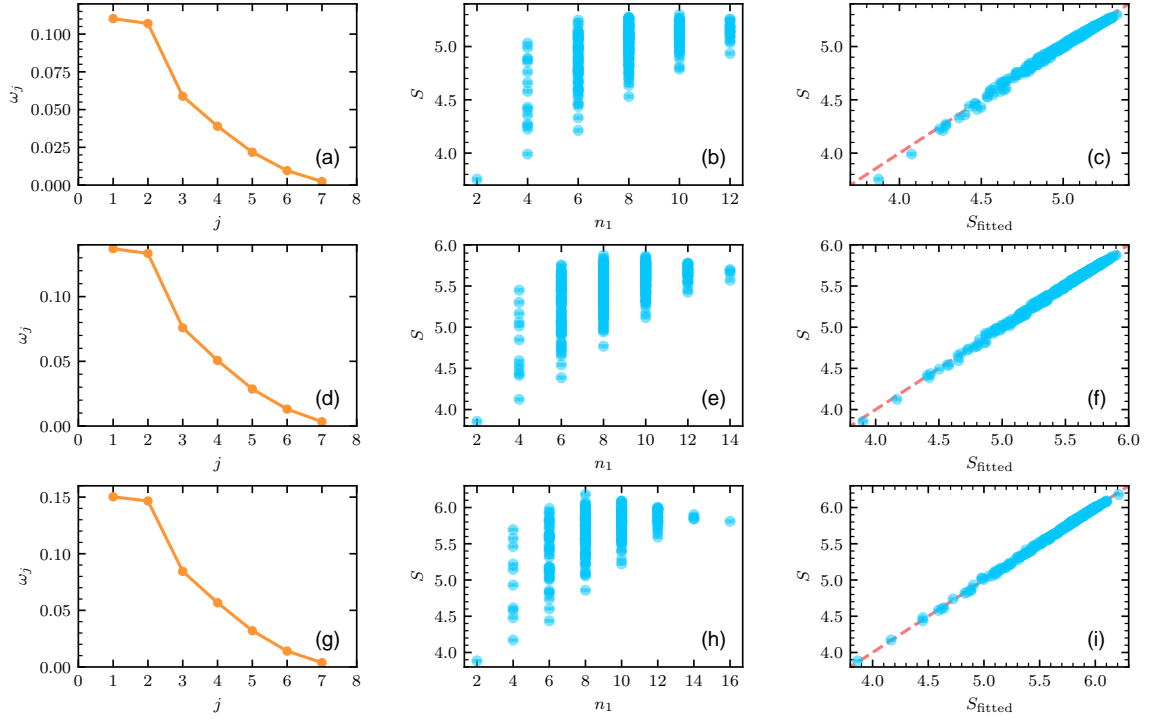 0.100
0.075
0.050
0.025
0.000
ω_j
0 1 2 3 4 5 6 7 8
j
(a)
5.0
4.5
4.0
S
2 4 6 8 10 12
n_1
(b)
5.0
4.5
4.0
S
4.0 4.5 5.0
S_fitted
(c)
0.10
0.05
0.00
ω_j
0 1 2 3 4 5 6 7 8
j
(d)
6.0
5.5
5.0
4.5
4.0
S
2 4 6 8 10 12 14
n_1
(e)
6.0
5.5
5.0
4.5
4.0
S
4.0 4.5 5.0 5.5 6.0
S_fitted
(f)
0.15
0.10
0.05
0.00
ω_j
0 1 2 3 4 5 6 7 8
j
(g)
6.0
5.5
5.0
4.5
4.0
S
2 4 6 8 10 12 14 16
n_1
(h)
6.0
5.5
5.0
4.5
4.0
S
4.0 4.5 5.0 5.5 6.0
S_fitted
(i)